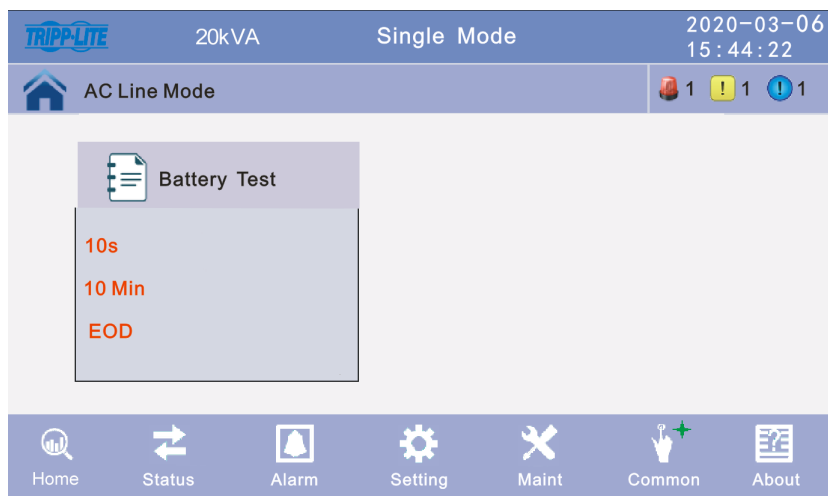 TRIPP-LITE 20kVA Single Mode 2020-03-06
15:44:22
AC Line Mode 1 ! 1 ! 1
Battery Test
10s
10 Min
EOD
Home Status Alarm Setting Maint Common About